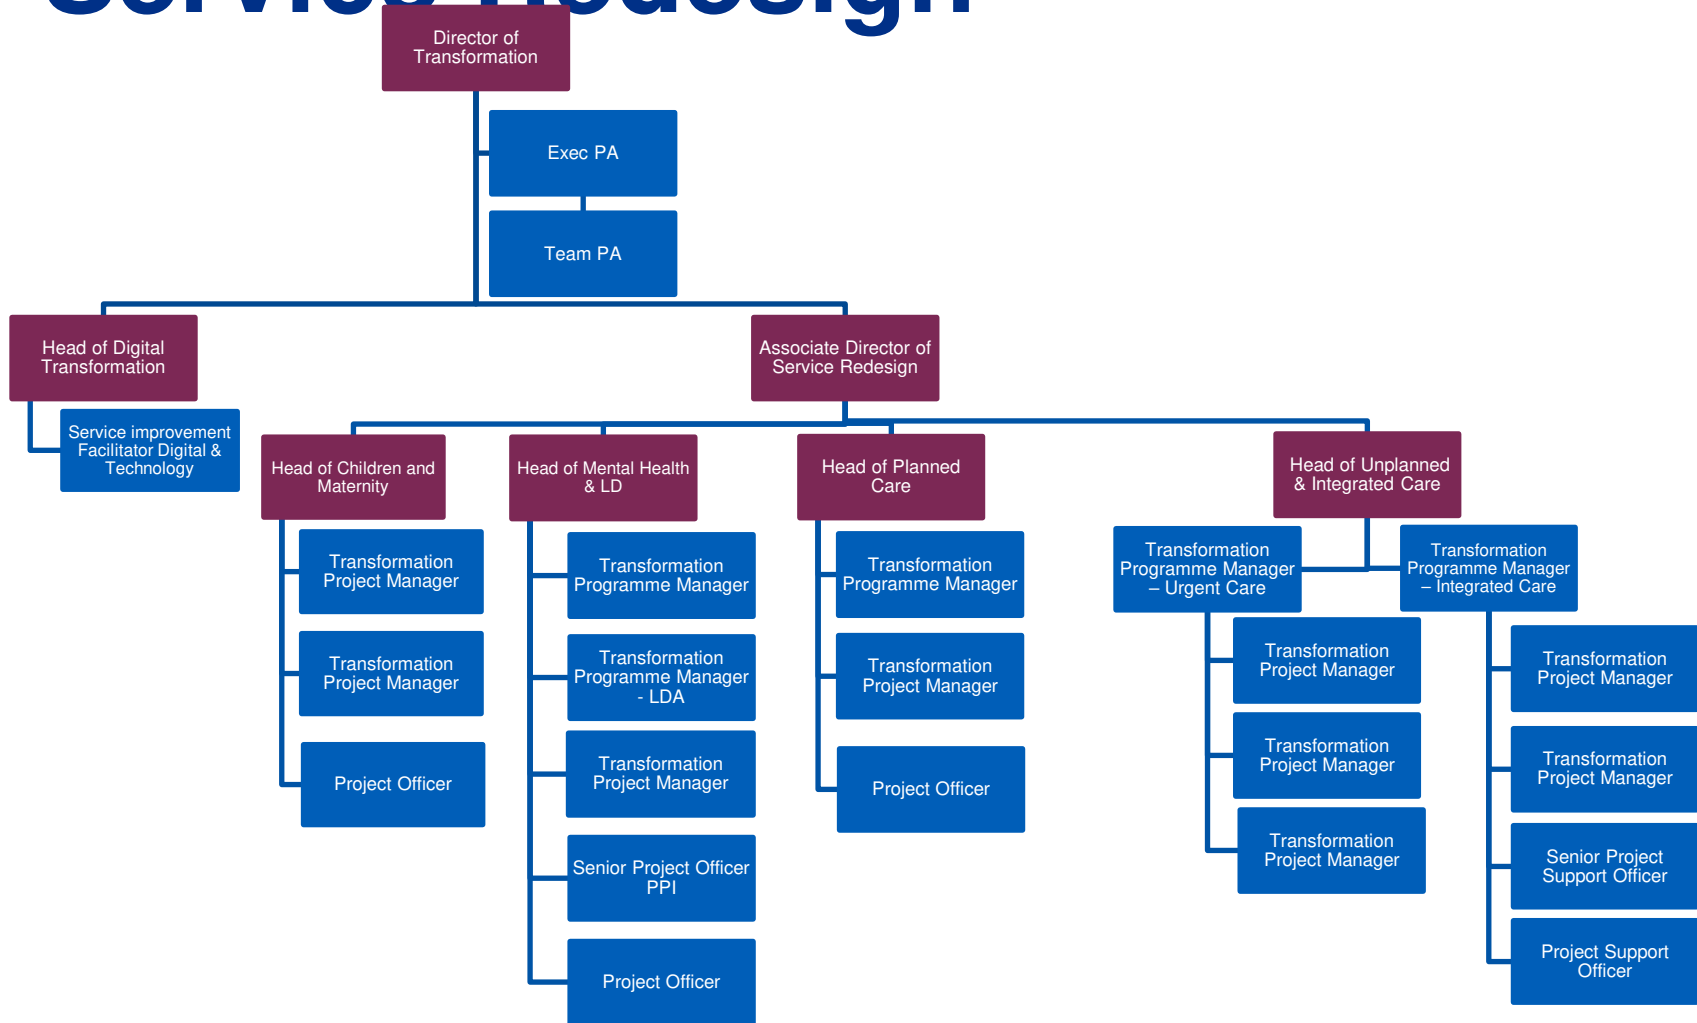 Service Redesign
Director of
Transformation
Exec PA
Team PA
Head of Digital
Transformation
Associate Director of
Service Redesign
Service improvement
Facilitator Digital &
Technology
Head of Children and
Maternity
Head of Mental Health
& LD
Head of Planned
Care
Head of Unplanned
& Integrated Care
Transformation
Project Manager
Transformation
Project Manager
Project Officer
Transformation
Programme Manager
Transformation
Programme Manager
- LDA
Transformation
Project Manager
Senior Project Officer
PPI
Project Officer
Transformation
Programme Manager
Transformation
Project Manager
Project Officer
Transformation
Programme Manager
– Urgent Care
Transformation
Project Manager
Transformation
Project Manager
Transformation
Project Manager
Transformation
Programme Manager
– Integrated Care
Transformation
Project Manager
Transformation
Project Manager
Senior Project
Support Officer
Project Support
Officer